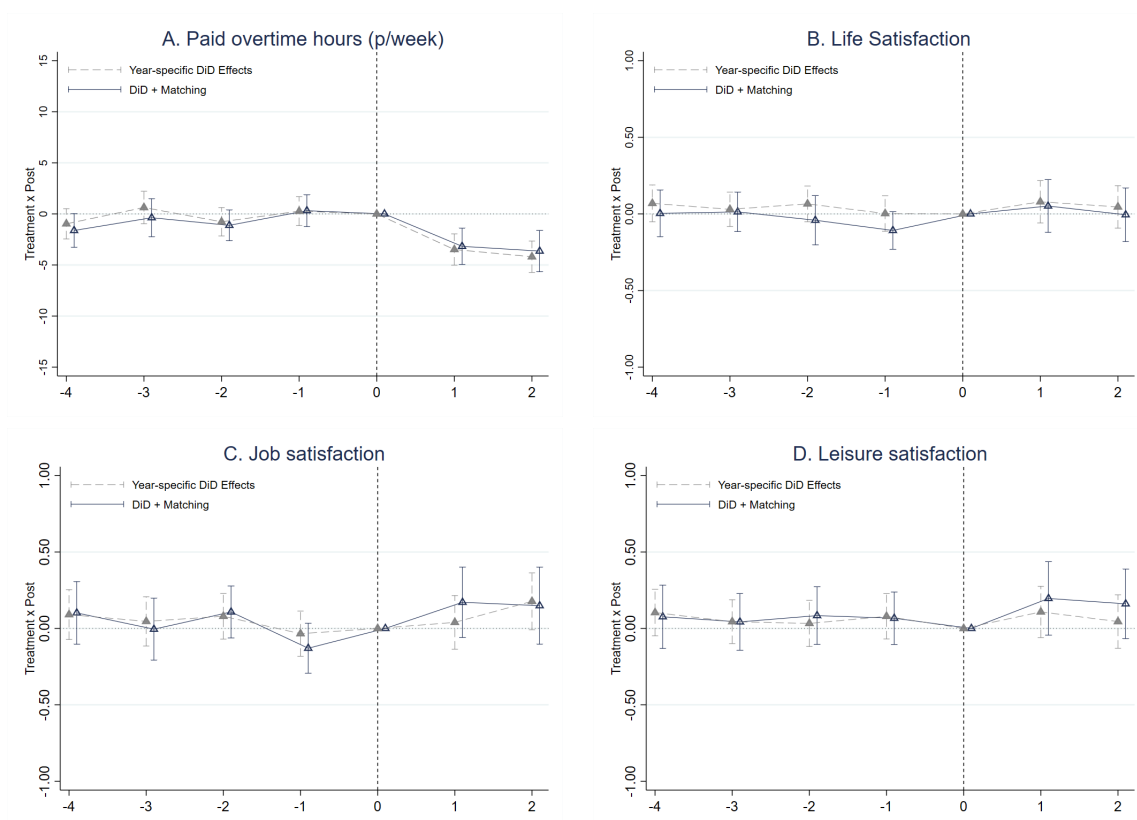 A. Paid overtime hours (p/week)
Year-specific DiD Effects
DiD + Matching
Treatment x Post
15
10
5
0
-5
-10
-15
-4 -3 -2 -1 0 1 2
B. Life Satisfaction
Year-specific DiD Effects
DiD + Matching
Treatment x Post
1.00
0.50
0.00
-0.50
-1.00
-4 -3 -2 -1 0 1 2
C. Job satisfaction
Year-specific DiD Effects
DiD + Matching
Treatment x Post
1.00
0.50
0.00
-0.50
-1.00
-4 -3 -2 -1 0 1 2
D. Leisure satisfaction
Year-specific DiD Effects
DiD + Matching
Treatment x Post
1.00
0.50
0.00
-0.50
-1.00
-4 -3 -2 -1 0 1 2